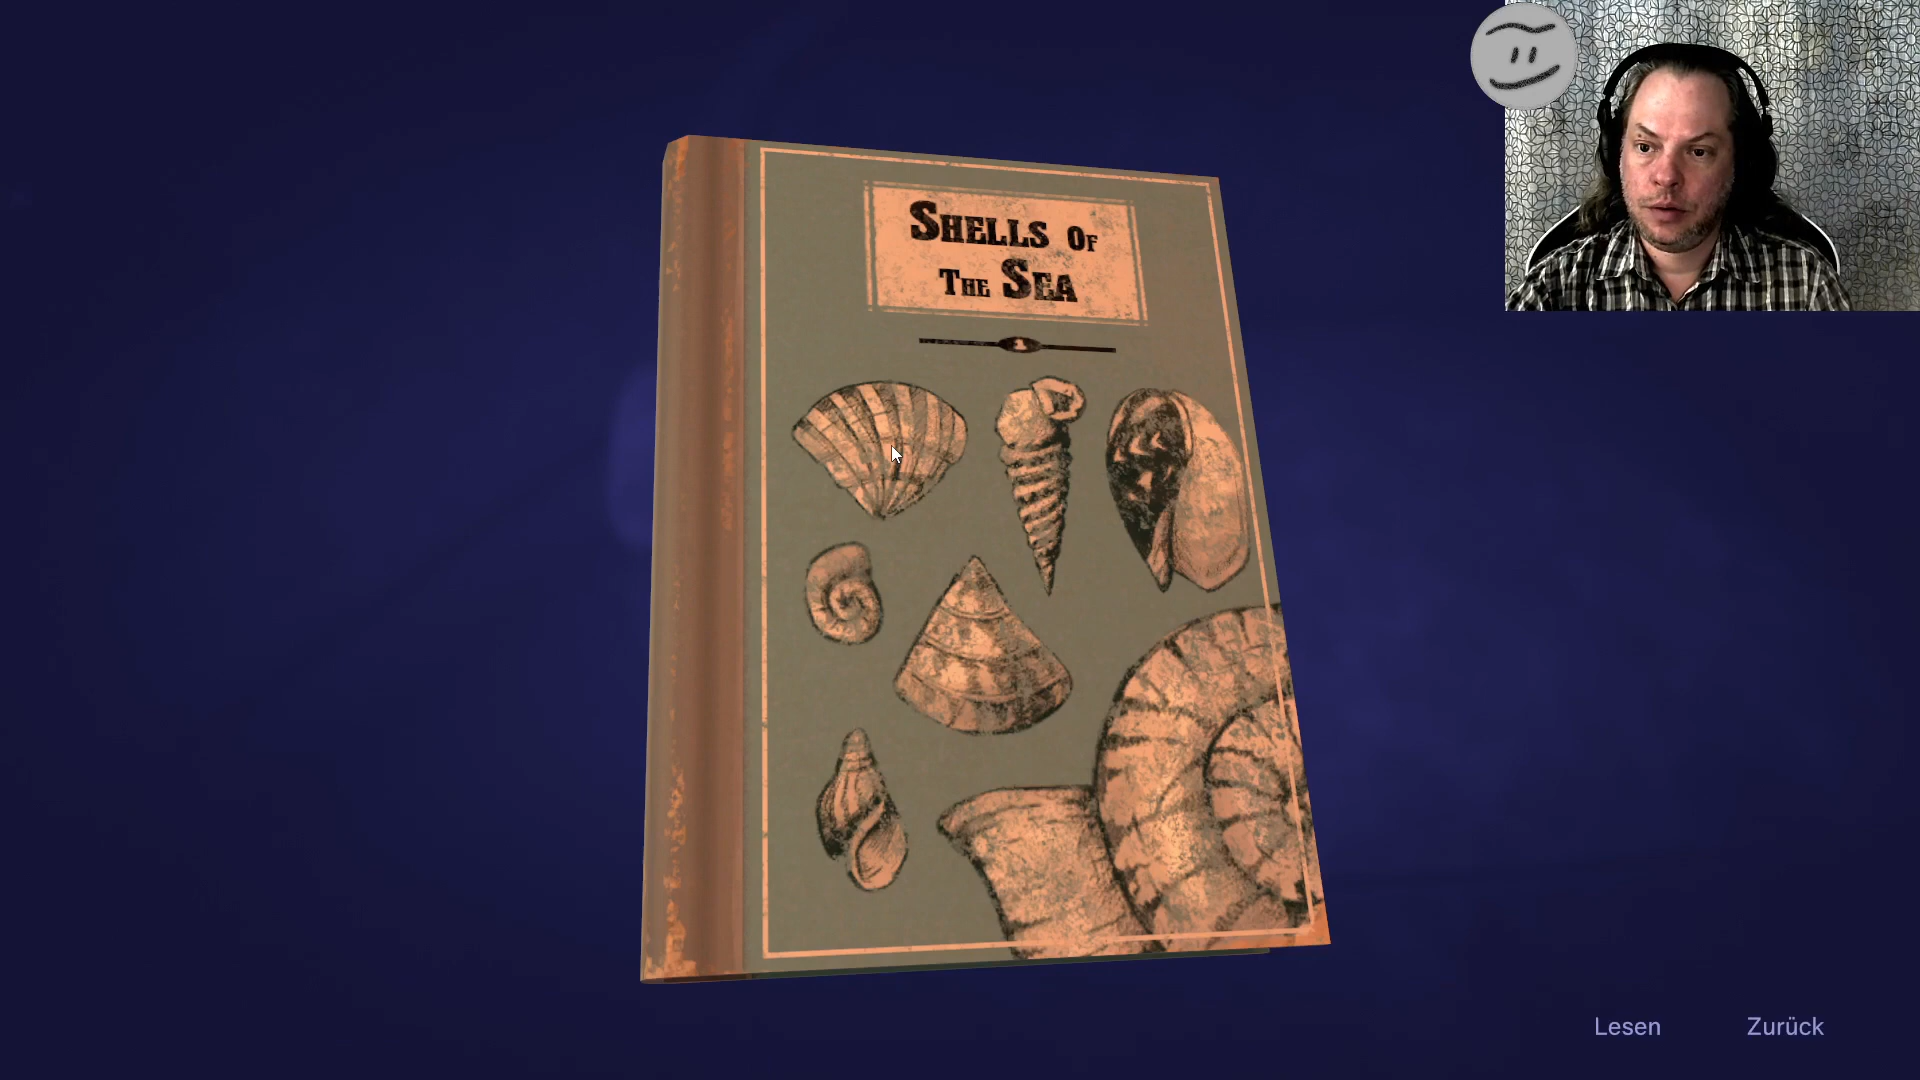 SHELLS OF
THE SEA
1
Lesen
Zurück